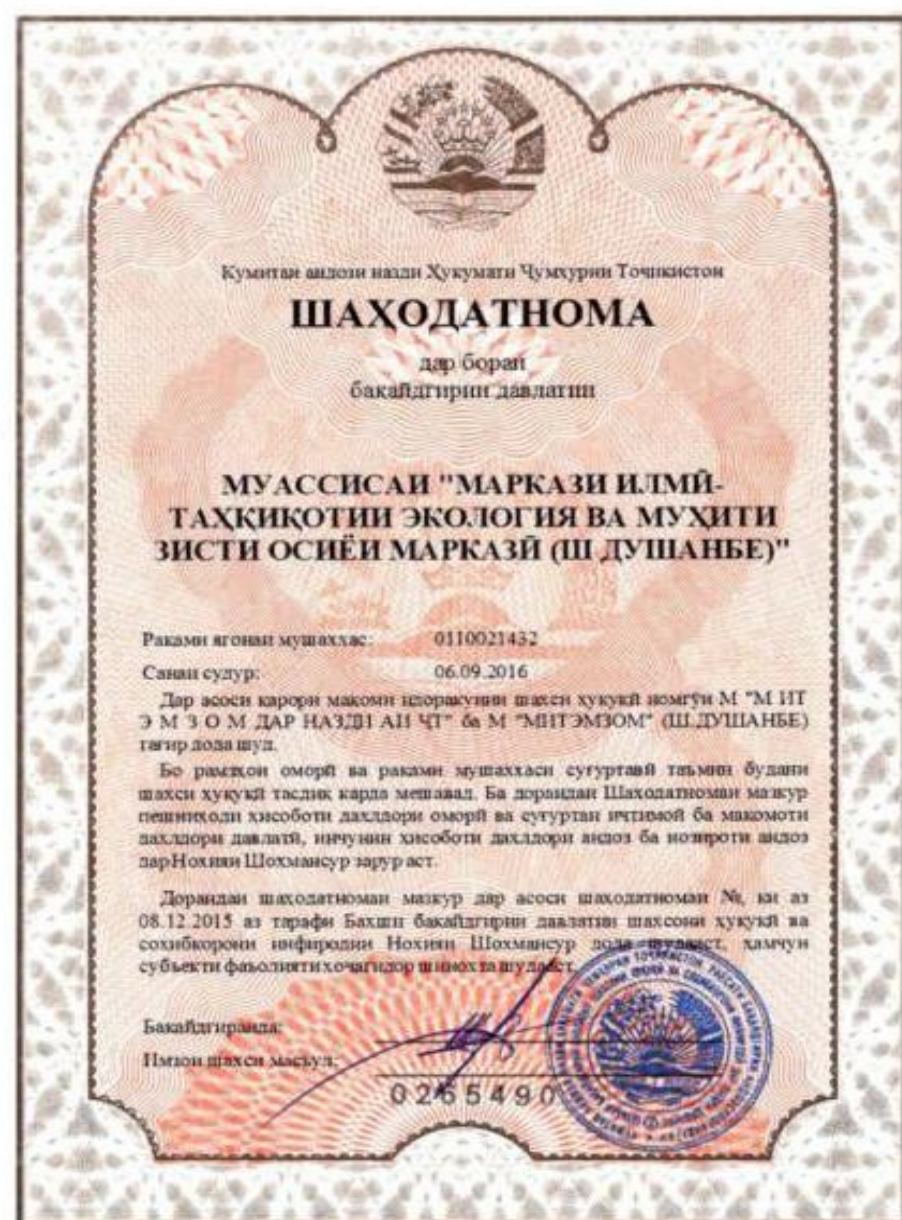 Кумитаи андози назди Ҳукумати Ҷумҳурии Тоҷикистон
ШАҲОДАТНОМА
дар бораи
бақайдгирии давлатии
МУАССИСАИ "МАРКАЗИ ИЛМӢ-
ТАҲҚИҚОТИИ ЭКОЛОГИЯ ВА МУҲИТИ
ЗИСТИ ОСИЁИ МАРКАЗӢ (Ш.ДУШАНБЕ)"
Рақами ягонаи мушаххас: 0110021432
Санаи судур: 06.09.2016
Дар асоси қарори мақоми идоракунии шахси ҳуқуқӣ номгӯи М "М ИТ
Э М З О М ДАР НАЗДИ АИ ҶТ" ба М "МИТЭМЗОМ" (Ш.ДУШАНБЕ)
тағир дода шуд.
Бо рамзҳои оморӣ ва рақами мушаххаси суғуртавӣ таъмин будани
шахси ҳуқуқӣ тасдиқ карда мешавад. Ба дорандаи Шаҳодатномаи мазкур
пешниҳоди ҳисоботи дахлдори оморӣ ва суғуртаи иҷтимоӣ ба мақомоти
дахлдори давлатӣ, инчунин ҳисоботи дахлдори андоз ба нозироти андоз
дар Ноҳияи Шоҳмансур зарур аст.
Дорандаи шаҳодатномаи мазкур дар асоси шаҳодатномаи №, ки аз
08.12.2015 аз тарафи Бахши бақайдгирии давлатии шахсони ҳуқуқӣ ва
соҳибкорони инфиродии Ноҳияи Шоҳмансур дода шудааст, ҳамчун
субъекти фаъолияти хоҷагидор шинохта шудааст.
Бақайдгиранда:
Имзои шахси масъул:
0265490